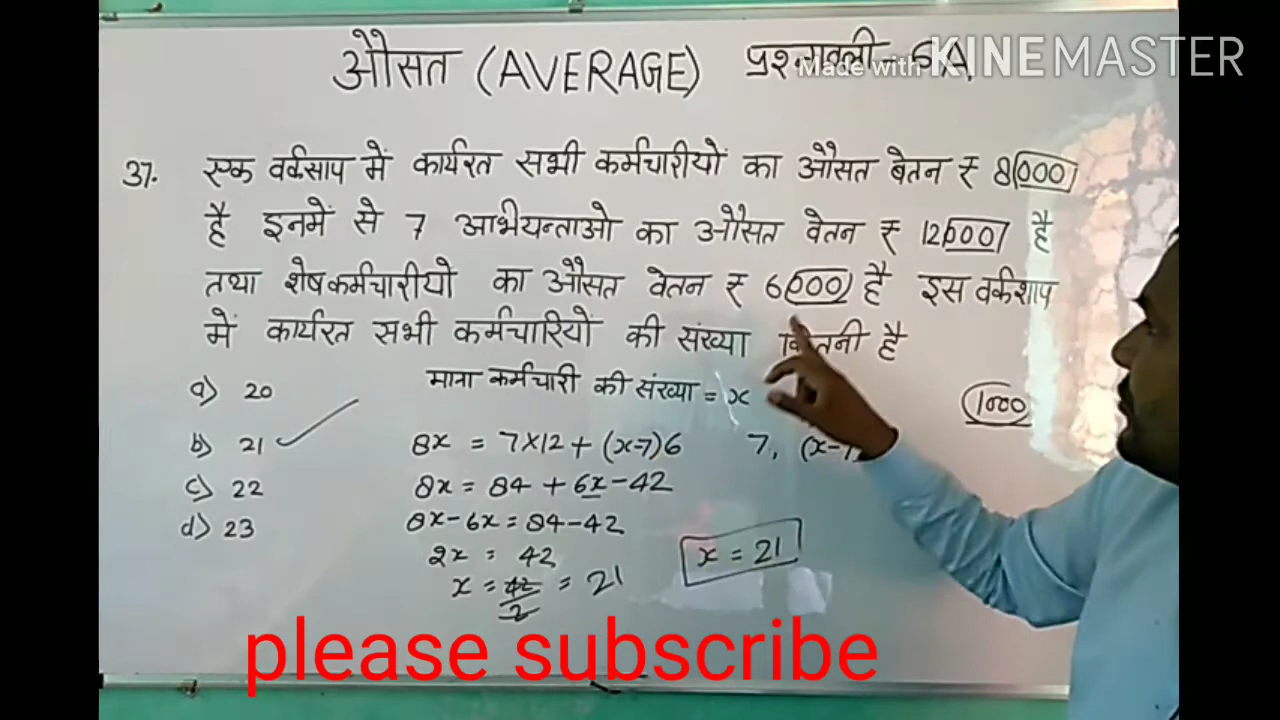 औसत (AVERAGE) प्रश्नावली - 6A
Made with KINEMASTER
37. एक वर्कसाप में कार्यरत सभी कर्मचारीयों का औसत बेतन ₹ 8000
है इनमें से 7 अभियन्ताओ का औसत वेतन ₹ 12000 है
तथा शेष कर्मचारीयो का औसत वेतन ₹ 6000 है इस वर्कशाप
में कार्यरत सभी कर्मचारियों की संख्या कितनी है
माना कर्मचारी की संख्या = x
1000
a) 20
b) 21 ✓
c) 22
d) 23
8x = 7×12 + (x-7)6
7, (x-7)
8x = 84 + 6x - 42
8x - 6x = 84 - 42
2x = 42
x = 42/2 = 21
x = 21
please subscribe